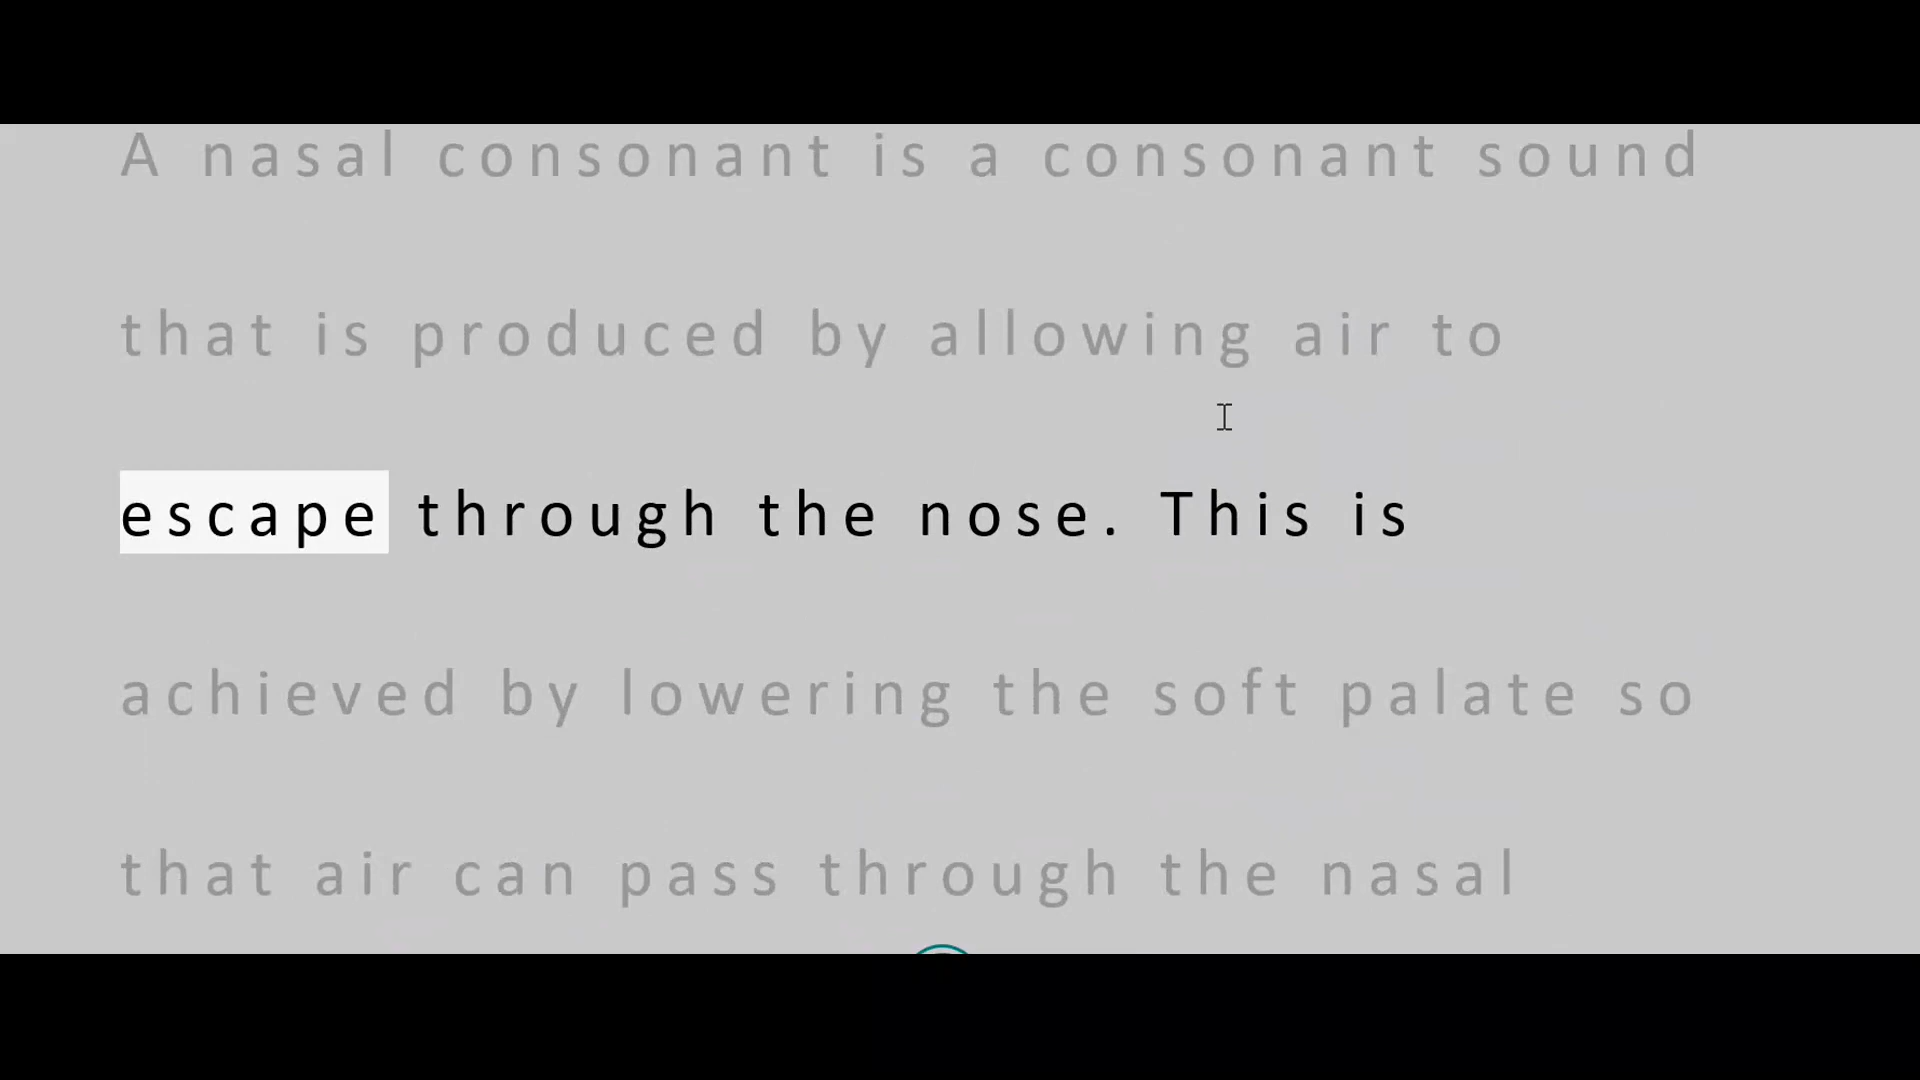 A nasal consonant is a consonant sound
that is produced by allowing air to
escape through the nose. This is
achieved by lowering the soft palate so
that air can pass through the nasal